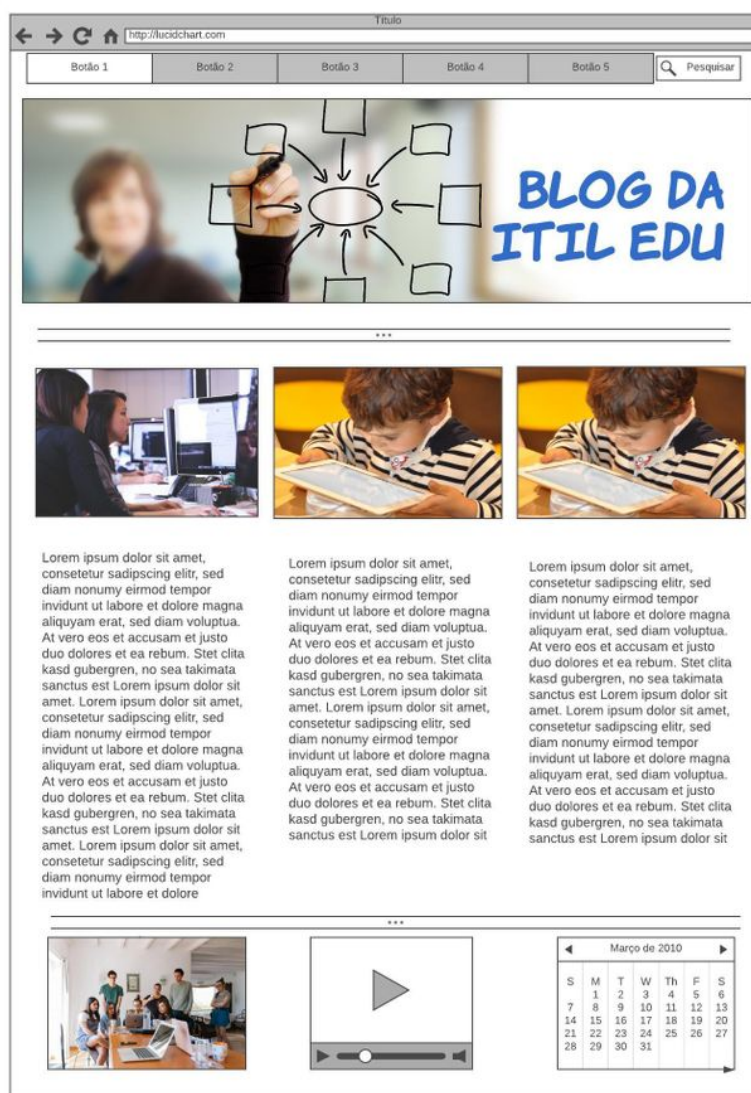 Título
http://lucidchart.com
Botão 1
Botão 2
Botão 3
Botão 4
Botão 5
Pesquisar
BLOG DA
ITIL EDU
Lorem ipsum dolor sit amet,
consetetur sadipscing elitr, sed
diam nonumy eirmod tempor
invidunt ut labore et dolore magna
aliquyam erat, sed diam voluptua.
At vero eos et accusam et justo
duo dolores et ea rebum. Stet clita
kasd gubergren, no sea takimata
sanctus est Lorem ipsum dolor sit
amet. Lorem ipsum dolor sit amet,
consetetur sadipscing elitr, sed
diam nonumy eirmod tempor
invidunt ut labore et dolore magna
aliquyam erat, sed diam voluptua.
At vero eos et accusam et justo
duo dolores et ea rebum. Stet clita
kasd gubergren, no sea takimata
sanctus est Lorem ipsum dolor sit
amet. Lorem ipsum dolor sit amet,
consetetur sadipscing elitr, sed
diam nonumy eirmod tempor
invidunt ut labore et dolore
Lorem ipsum dolor sit amet,
consetetur sadipscing elitr, sed
diam nonumy eirmod tempor
invidunt ut labore et dolore magna
aliquyam erat, sed diam voluptua.
At vero eos et accusam et justo
duo dolores et ea rebum. Stet clita
kasd gubergren, no sea takimata
sanctus est Lorem ipsum dolor sit
amet. Lorem ipsum dolor sit amet,
consetetur sadipscing elitr, sed
diam nonumy eirmod tempor
invidunt ut labore et dolore magna
aliquyam erat, sed diam voluptua.
At vero eos et accusam et justo
duo dolores et ea rebum. Stet clita
kasd gubergren, no sea takimata
sanctus est Lorem ipsum dolor sit
Lorem ipsum dolor sit amet,
consetetur sadipscing elitr, sed
diam nonumy eirmod tempor
invidunt ut labore et dolore magna
aliquyam erat, sed diam voluptua.
At vero eos et accusam et justo
duo dolores et ea rebum. Stet clita
kasd gubergren, no sea takimata
sanctus est Lorem ipsum dolor sit
amet. Lorem ipsum dolor sit amet,
consetetur sadipscing elitr, sed
diam nonumy eirmod tempor
invidunt ut labore et dolore magna
aliquyam erat, sed diam voluptua.
At vero eos et accusam et justo
duo dolores et ea rebum. Stet clita
kasd gubergren, no sea takimata
sanctus est Lorem ipsum dolor sit
Março de 2010
S M T W Th F S
1 2 3 4 5 6
7 8 9 10 11 12 13
14 15 16 17 18 19 20
21 22 23 24 25 26 27
28 29 30 31